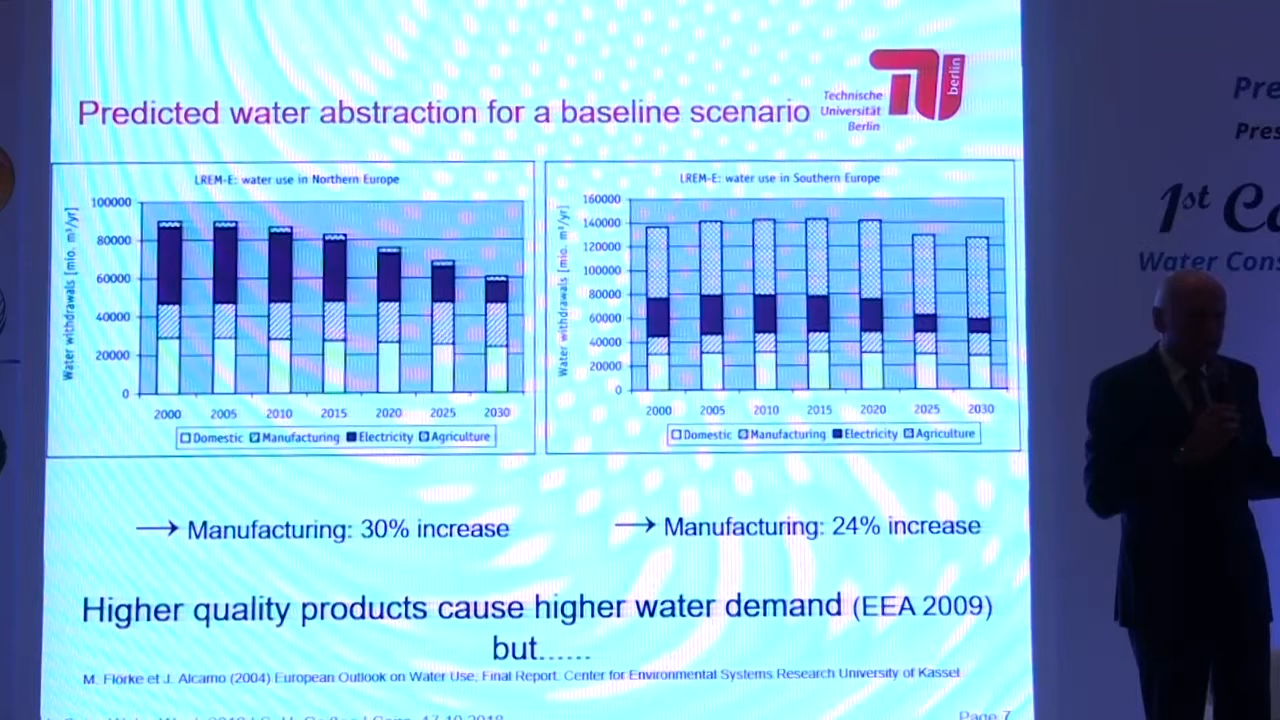 Predicted water abstraction for a baseline scenario
Technische
Universität
Berlin
berlin
LREM-E: water use in Northern Europe
Water withdrawals [mio. m³/yr]
100000
80000
60000
40000
20000
0
2000 2005 2010 2015 2020 2025 2030
Domestic Manufacturing Electricity Agriculture
LREM-E: water use in Southern Europe
Water withdrawals [mio. m³/yr]
160000
140000
120000
100000
80000
60000
40000
20000
0
2000 2005 2010 2015 2020 2025 2030
Domestic Manufacturing Electricity Agriculture
→ Manufacturing: 30% increase
→ Manufacturing: 24% increase
Higher quality products cause higher water demand (EEA 2009)
but......
M. Flörke et J. Alcamo (2004) European Outlook on Water Use, Final Report. Center for Environmental Systems Research University of Kassel
Page 7
Pre
Pres
1st C
Water Cons